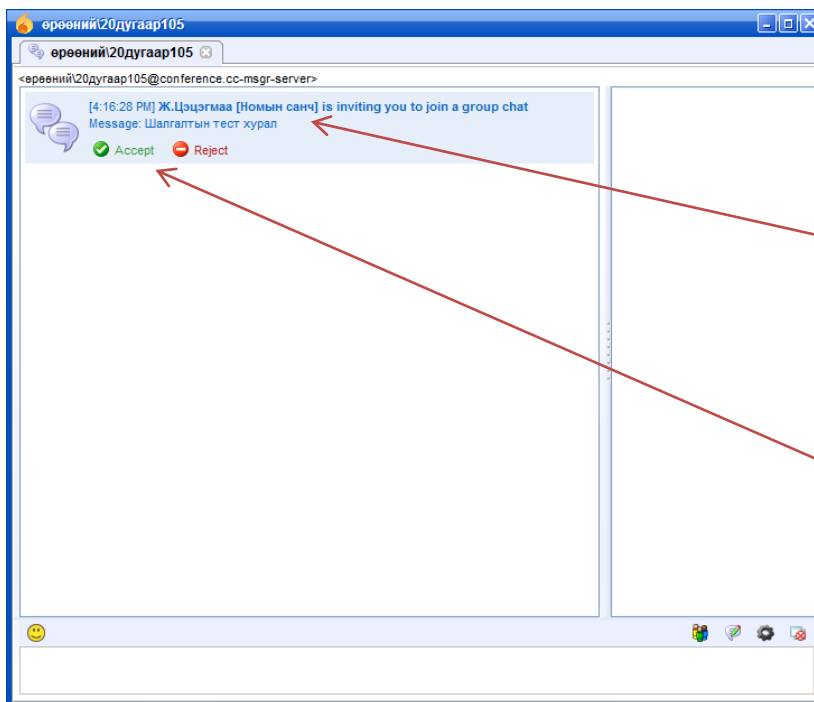 өрөөний\20дугаар105
өрөөний\20дугаар105
<өрөөний\20дугаар105@conference.cc-msgr-server>
[4:16:28 PM] Ж.Цэцэгмаа [Номын санч] is inviting you to join a group chat
Message: Шалгалтын тест хурал
Accept Reject